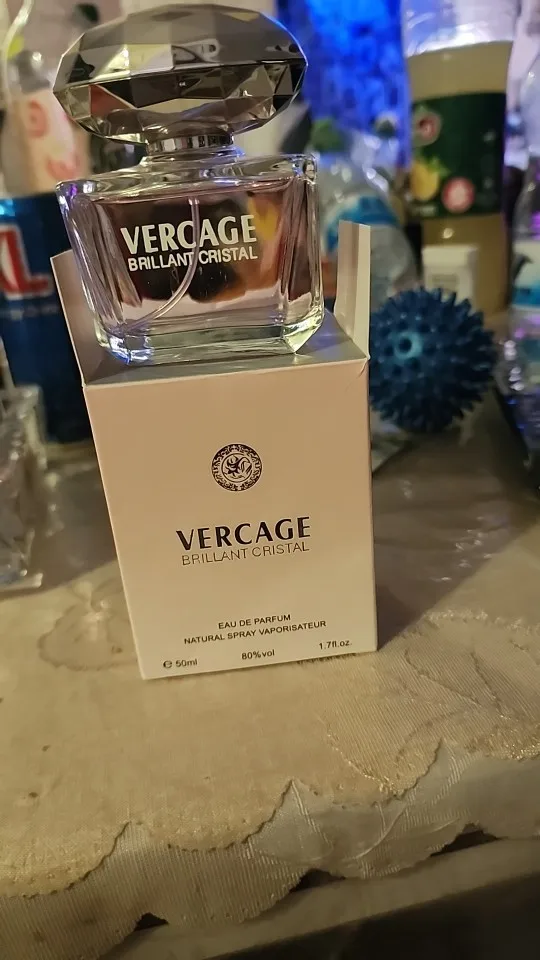 VERCAGE
BRILLANT CRISTAL
VERCAGE
BRILLANT CRISTAL
EAU DE PARFUM
NATURAL SPRAY VAPORISATEUR
℮ 50ml 80%vol 1.7fl.oz.